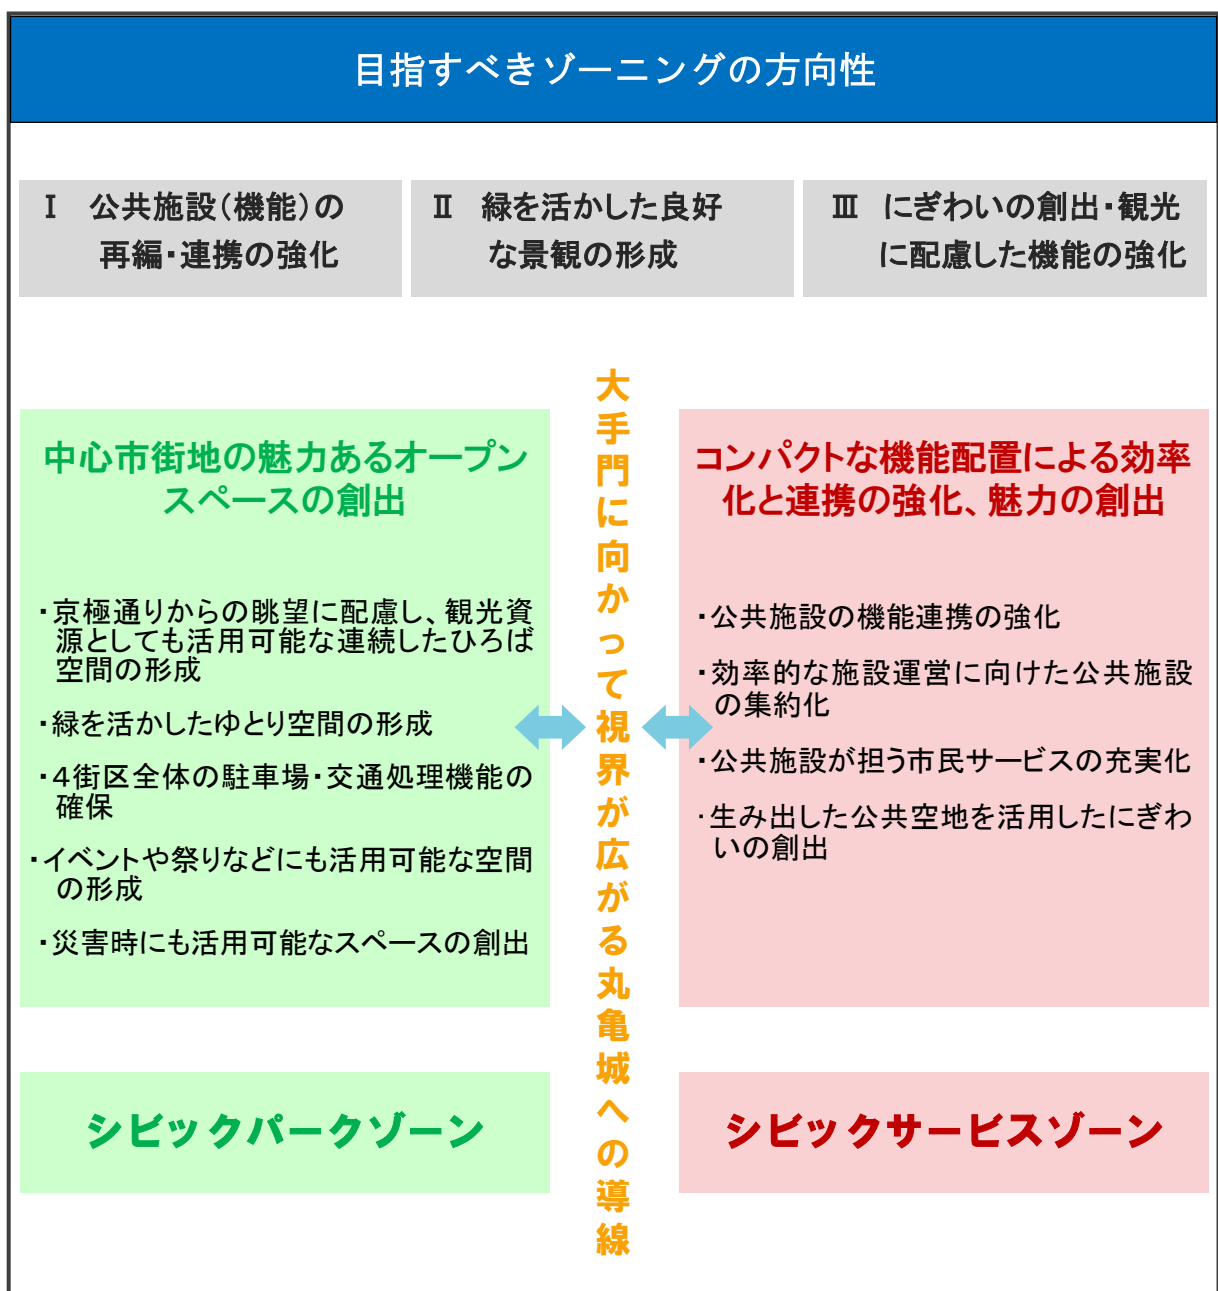 目指すべきゾーニングの方向性
Ⅰ 公共施設(機能)の
再編・連携の強化
Ⅱ 緑を活かした良好
な景観の形成
Ⅲ にぎわいの創出・観光
に配慮した機能の強化
中心市街地の魅力あるオープン
スペースの創出
・京極通りからの眺望に配慮し、観光資
源としても活用可能な連続したひろば
空間の形成
・緑を活かしたゆとり空間の形成
・4街区全体の駐車場・交通処理機能の
確保
・イベントや祭りなどにも活用可能な空間
の形成
・災害時にも活用可能なスペースの創出
シビックパークゾーン
大手門に向かって視界が広がる丸亀城への導線
コンパクトな機能配置による効率
化と連携の強化、魅力の創出
・公共施設の機能連携の強化
・効率的な施設運営に向けた公共施設
の集約化
・公共施設が担う市民サービスの充実化
・生み出した公共空地を活用したにぎわ
いの創出
シビックサービスゾーン